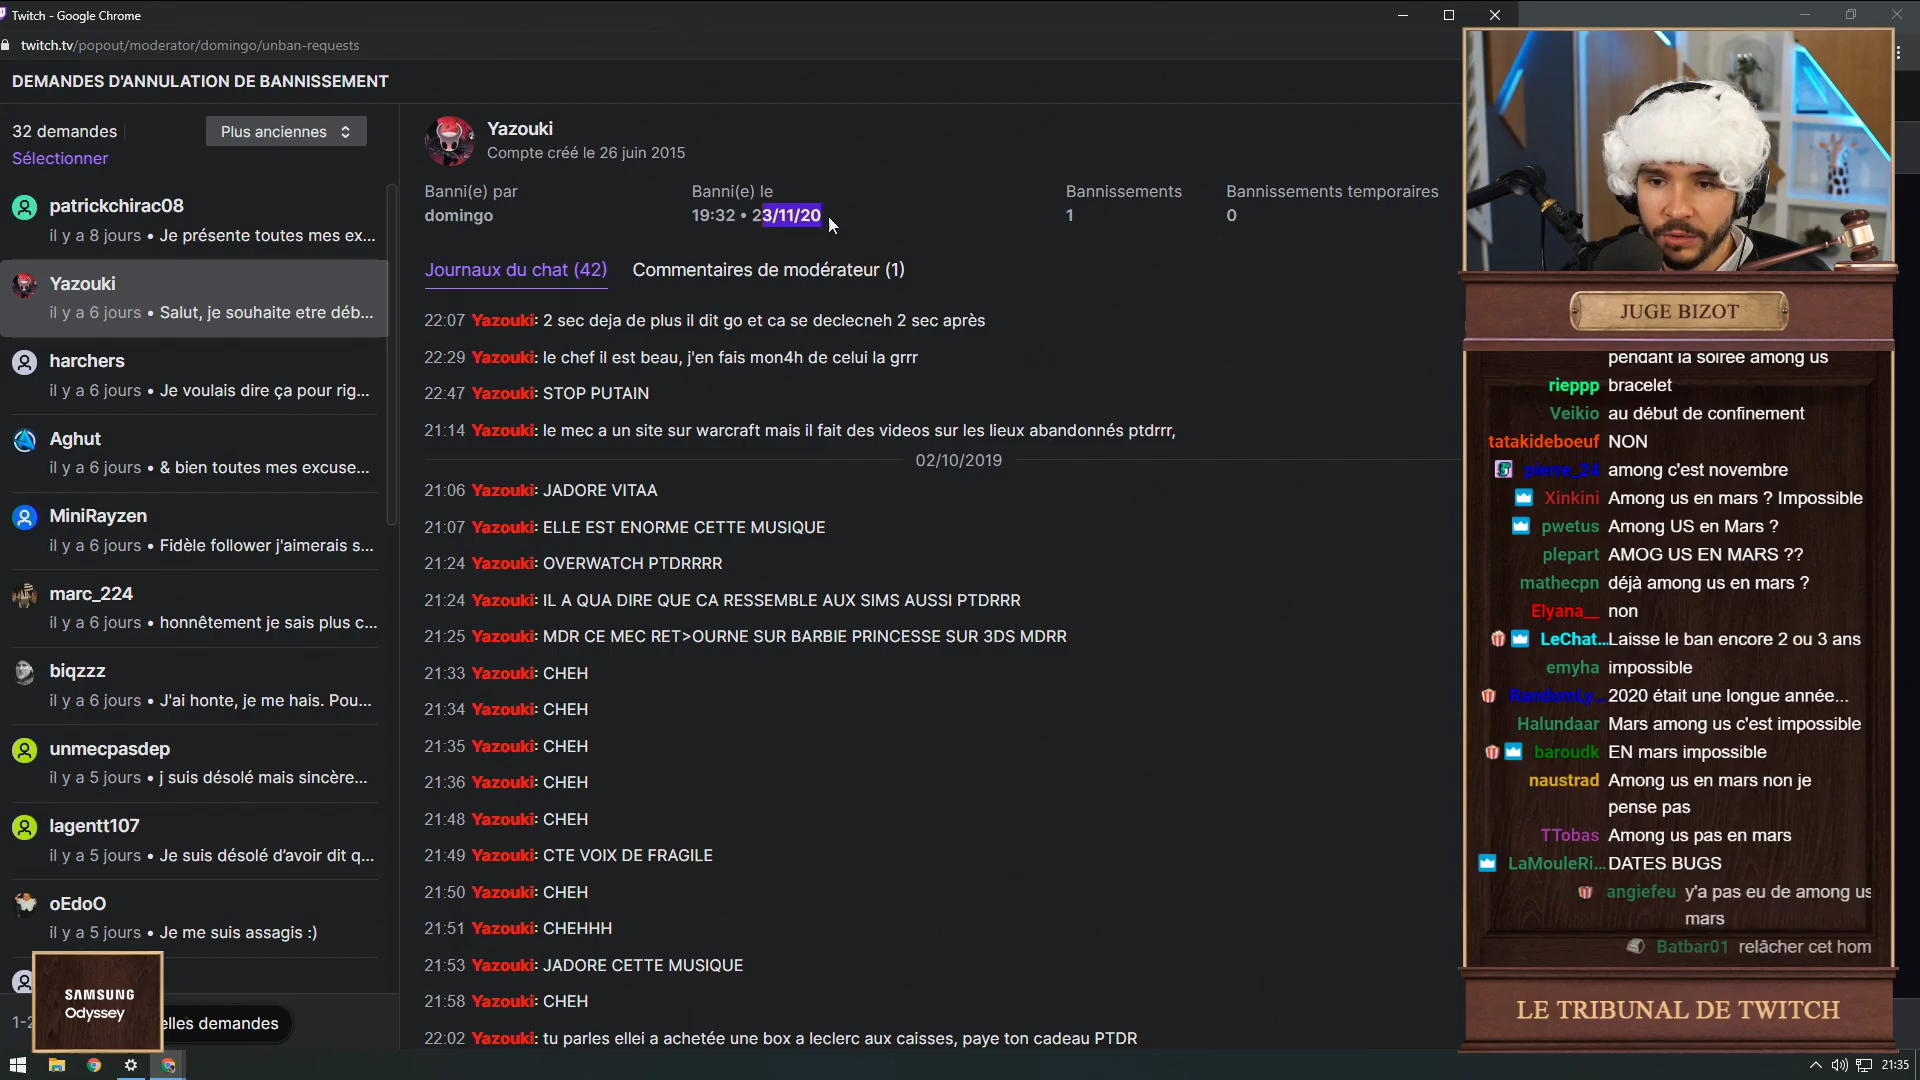 Twitch - Google Chrome
twitch.tv/popout/moderator/domingo/unban-requests
DEMANDES D'ANNULATION DE BANNISSEMENT
32 demandes
Plus anciennes
Sélectionner
patrickchirac08
il y a 8 jours • Je présente toutes mes ex...
Yazouki
il y a 6 jours • Salut, je souhaite etre déb...
harchers
il y a 6 jours • Je voulais dire ça pour rig...
Aghut
il y a 6 jours • & bien toutes mes excuse...
MiniRayzen
il y a 6 jours • Fidèle follower j'aimerais s...
marc_224
il y a 6 jours • honnêtement je sais plus c...
biqzzz
il y a 6 jours • J'ai honte, je me hais. Pou...
unmecpasdep
il y a 5 jours • j suis désolé mais sincère...
lagentt107
il y a 5 jours • Je suis désolé d'avoir dit q...
oEdoO
il y a 5 jours • Je me suis assagis :)
SAMSUNG
Odyssey
elles demandes
Yazouki
Compte créé le 26 juin 2015
Banni(e) par
domingo
Banni(e) le
19:32 • 23/11/20
Bannissements
1
Bannissements temporaires
0
Journaux du chat (42)
Commentaires de modérateur (1)
22:07 Yazouki: 2 sec deja de plus il dit go et ca se declecneh 2 sec après
22:29 Yazouki: le chef il est beau, j'en fais mon4h de celui la grrr
22:47 Yazouki: STOP PUTAIN
21:14 Yazouki: le mec a un site sur warcraft mais il fait des videos sur les lieux abandonnés ptdrrr,
02/10/2019
21:06 Yazouki: JADORE VITAA
21:07 Yazouki: ELLE EST ENORME CETTE MUSIQUE
21:24 Yazouki: OVERWATCH PTDRRRR
21:24 Yazouki: IL A QUA DIRE QUE CA RESSEMBLE AUX SIMS AUSSI PTDRRR
21:25 Yazouki: MDR CE MEC RET>OURNE SUR BARBIE PRINCESSE SUR 3DS MDRR
21:33 Yazouki: CHEH
21:34 Yazouki: CHEH
21:35 Yazouki: CHEH
21:36 Yazouki: CHEH
21:48 Yazouki: CHEH
21:49 Yazouki: CTE VOIX DE FRAGILE
21:50 Yazouki: CHEH
21:51 Yazouki: CHEHHH
21:53 Yazouki: JADORE CETTE MUSIQUE
21:58 Yazouki: CHEH
22:02 Yazouki: tu parles ellei a achetée une box a leclerc aux caisses, paye ton cadeau PTDR
JUGE BIZOT
pendant la soirée among us
rieppp bracelet
Veikio au début de confinement
tatakideboeuf NON
pierre_24 among c'est novembre
Xinkini Among us en mars ? Impossible
pwetus Among US en Mars ?
plepart AMOG US EN MARS ??
mathecpn déjà among us en mars ?
Elyana__ non
LeChat... Laisse le ban encore 2 ou 3 ans
emyha impossible
RandomLy... 2020 était une longue année...
Halundaar Mars among us c'est impossible
baroudk EN mars impossible
naustrad Among us en mars non je
pense pas
TTobas Among us pas en mars
LaMouleRi... DATES BUGS
angiefeu y'a pas eu de among us
mars
Batbar01 relâcher cet hom
LE TRIBUNAL DE TWITCH
21:35